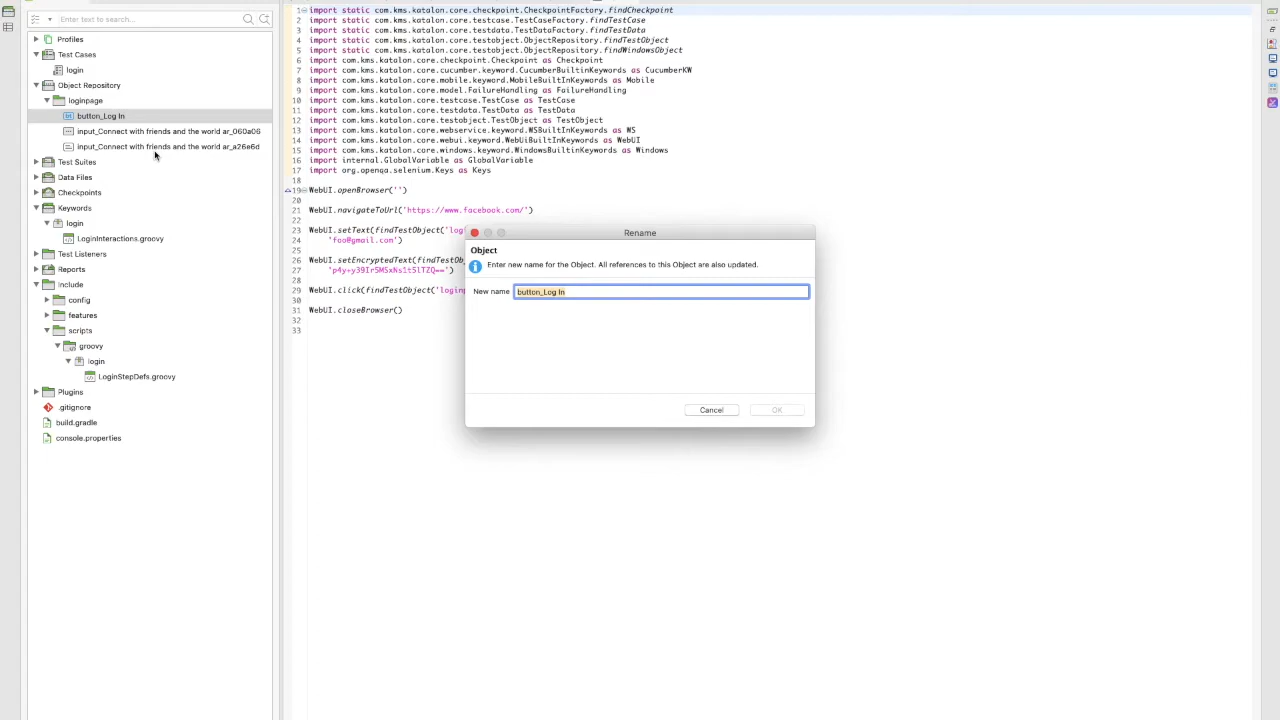 Enter text to search...
Profiles
Test Cases
login
Object Repository
loginpage
button_Log In
input_Connect with friends and the world ar_060a06
input_Connect with friends and the world ar_a26e6d
Test Suites
Data Files
Checkpoints
Keywords
login
LoginInteractions.groovy
Test Listeners
Reports
Include
config
features
scripts
groovy
login
LoginStepDefs.groovy
Plugins
.gitignore
build.gradle
console.properties
1 import static com.kms.katalon.core.checkpoint.CheckpointFactory.findCheckpoint
2 import static com.kms.katalon.core.testcase.TestCaseFactory.findTestCase
3 import static com.kms.katalon.core.testdata.TestDataFactory.findTestData
4 import static com.kms.katalon.core.testobject.ObjectRepository.findTestObject
5 import static com.kms.katalon.core.testobject.ObjectRepository.findWindowsObject
6 import com.kms.katalon.core.checkpoint.Checkpoint as Checkpoint
7 import com.kms.katalon.core.cucumber.keyword.CucumberBuiltinKeywords as CucumberKW
8 import com.kms.katalon.core.mobile.keyword.MobileBuiltInKeywords as Mobile
9 import com.kms.katalon.core.model.FailureHandling as FailureHandling
10 import com.kms.katalon.core.testcase.TestCase as TestCase
11 import com.kms.katalon.core.testdata.TestData as TestData
12 import com.kms.katalon.core.testobject.TestObject as TestObject
13 import com.kms.katalon.core.webservice.keyword.WSBuiltInKeywords as WS
14 import com.kms.katalon.core.webui.keyword.WebUiBuiltInKeywords as WebUI
15 import com.kms.katalon.core.windows.keyword.WindowsBuiltinKeywords as Windows
16 import internal.GlobalVariable as GlobalVariable
17 import org.openqa.selenium.Keys as Keys
18
19 WebUI.openBrowser('')
20
21 WebUI.navigateToUrl('https://www.facebook.com/')
22
23 WebUI.setText(findTestObject('log
24 'foo@gmail.com')
25
26 WebUI.setEncryptedText(findTestObj
27 'p4y+y39Ir5MSxNs1t5lTZQ==')
28
29 WebUI.click(findTestObject('loginp
30
31 WebUI.closeBrowser()
32
33
Rename
Object
Enter new name for the Object. All references to this Object are also updated.
New name button_Log In
Cancel OK